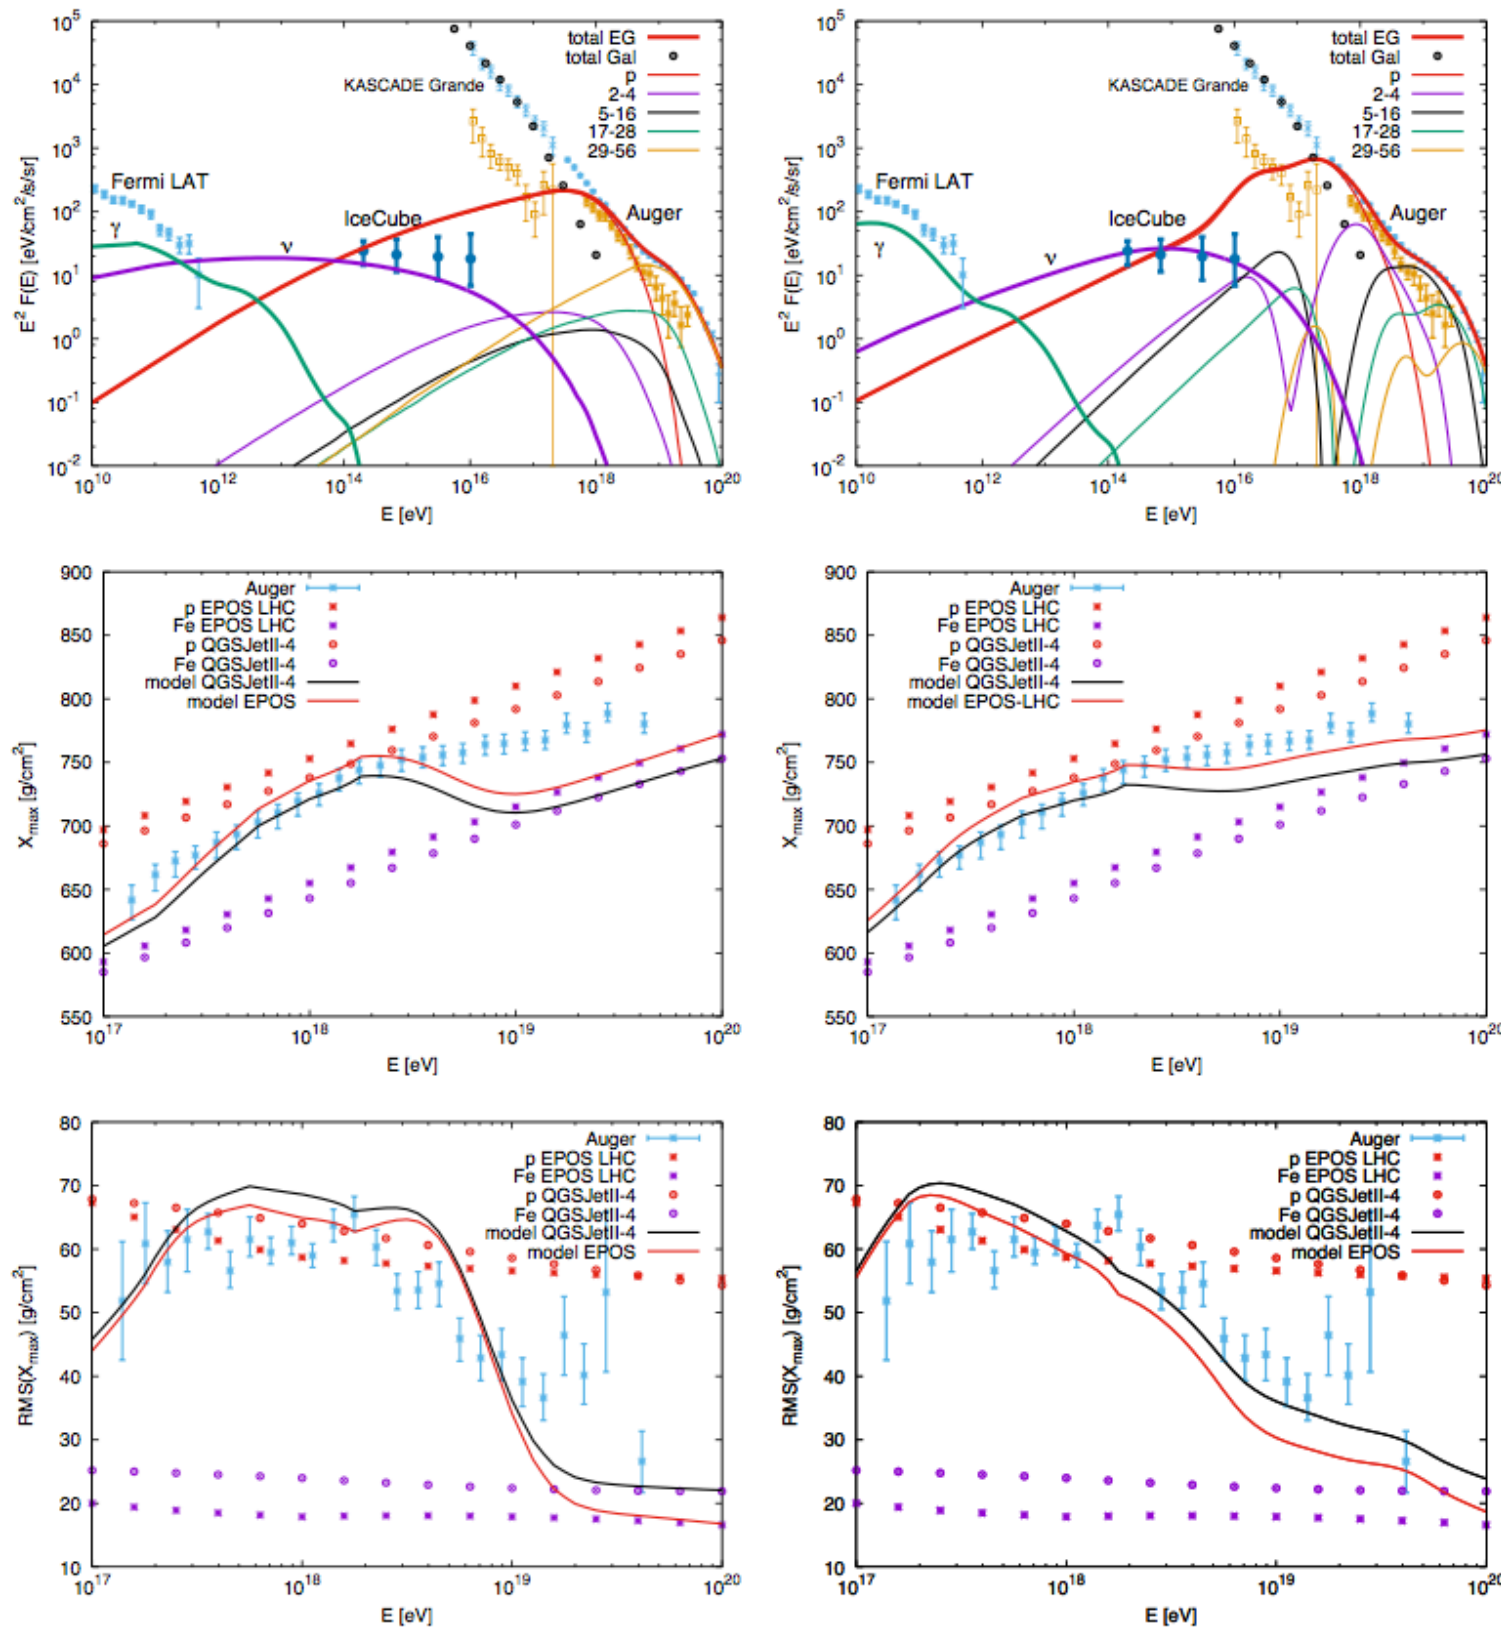 10^5
10^4
10^3
10^2
10^1
10^0
10^-1
10^-2
E^2 F(E) [eV/cm^2/s/sr]
total EG
total Gal
p
2-4
5-16
17-28
29-56
KASCADE Grande
Fermi LAT
γ
ν
IceCube
Auger
10^10 10^12 10^14 10^16 10^18 10^20
E [eV]
10^5
10^4
10^3
10^2
10^1
10^0
10^-1
10^-2
E^2 F(E) [eV/cm^2/s/sr]
total EG
total Gal
p
2-4
5-16
17-28
29-56
KASCADE Grande
Fermi LAT
γ
ν
IceCube
Auger
10^10 10^12 10^14 10^16 10^18 10^20
E [eV]
900
850
800
750
700
650
600
550
X_max [g/cm^2]
Auger
p EPOS LHC
Fe EPOS LHC
p QGSJetII-4
Fe QGSJetII-4
model QGSJetII-4
model EPOS
10^17 10^18 10^19 10^20
E [eV]
900
850
800
750
700
650
600
550
X_max [g/cm^2]
Auger
p EPOS LHC
Fe EPOS LHC
p QGSJetII-4
Fe QGSJetII-4
model QGSJetII-4
model EPOS-LHC
10^17 10^18 10^19 10^20
E [eV]
80
70
60
50
40
30
20
10
RMS(X_max) [g/cm^2]
Auger
p EPOS LHC
Fe EPOS LHC
p QGSJetII-4
Fe QGSJetII-4
model QGSJetII-4
model EPOS
10^17 10^18 10^19 10^20
E [eV]
80
70
60
50
40
30
20
10
RMS(X_max) [g/cm^2]
Auger
p EPOS LHC
Fe EPOS LHC
p QGSJetII-4
Fe QGSJetII-4
model QGSJetII-4
model EPOS
10^17 10^18 10^19 10^20
E [eV]